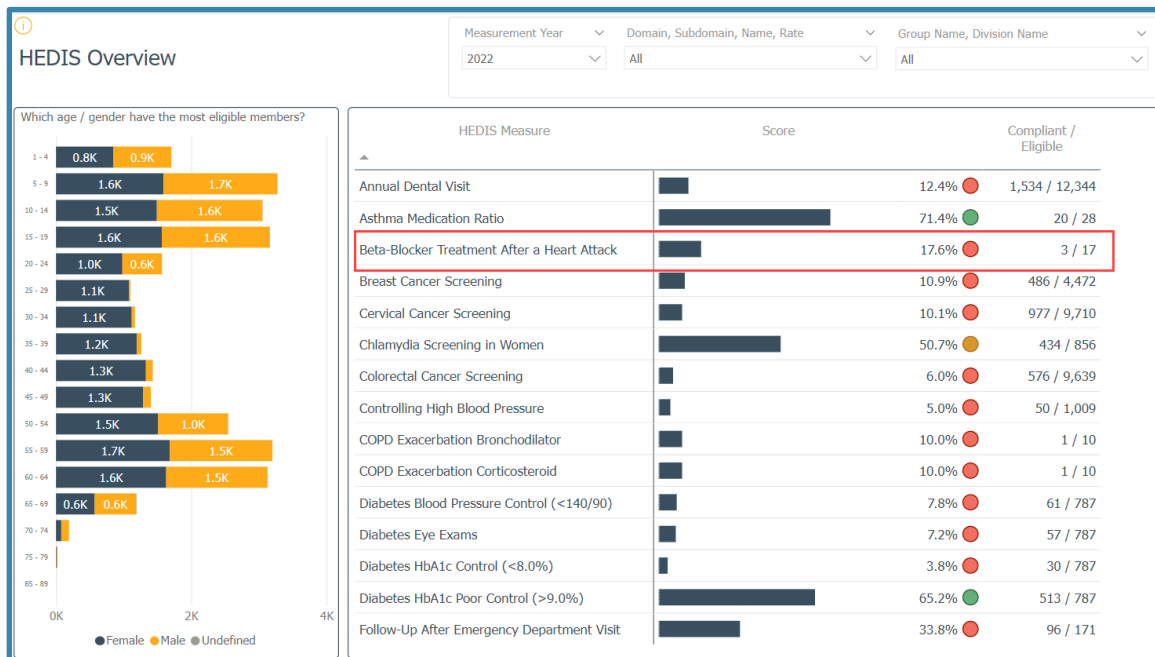 HEDIS Overview
Measurement Year
2022
Domain, Subdomain, Name, Rate
All
Group Name, Division Name
All
Which age / gender have the most eligible members?
1 - 4 0.8K 0.9K
5 - 9 1.6K 1.7K
10 - 14 1.5K 1.6K
15 - 19 1.6K 1.6K
20 - 24 1.0K 0.6K
25 - 29 1.1K
30 - 34 1.1K
35 - 39 1.2K
40 - 44 1.3K
45 - 49 1.3K
50 - 54 1.5K 1.0K
55 - 59 1.7K 1.5K
60 - 64 1.6K 1.5K
65 - 69 0.6K 0.6K
70 - 74
75 - 79
85 - 89
0K 2K 4K
Female Male Undefined
HEDIS Measure Score Compliant /
Eligible
Annual Dental Visit 12.4% 1,534 / 12,344
Asthma Medication Ratio 71.4% 20 / 28
Beta-Blocker Treatment After a Heart Attack 17.6% 3 / 17
Breast Cancer Screening 10.9% 486 / 4,472
Cervical Cancer Screening 10.1% 977 / 9,710
Chlamydia Screening in Women 50.7% 434 / 856
Colorectal Cancer Screening 6.0% 576 / 9,639
Controlling High Blood Pressure 5.0% 50 / 1,009
COPD Exacerbation Bronchodilator 10.0% 1 / 10
COPD Exacerbation Corticosteroid 10.0% 1 / 10
Diabetes Blood Pressure Control (<140/90) 7.8% 61 / 787
Diabetes Eye Exams 7.2% 57 / 787
Diabetes HbA1c Control (<8.0%) 3.8% 30 / 787
Diabetes HbA1c Poor Control (>9.0%) 65.2% 513 / 787
Follow-Up After Emergency Department Visit 33.8% 96 / 171